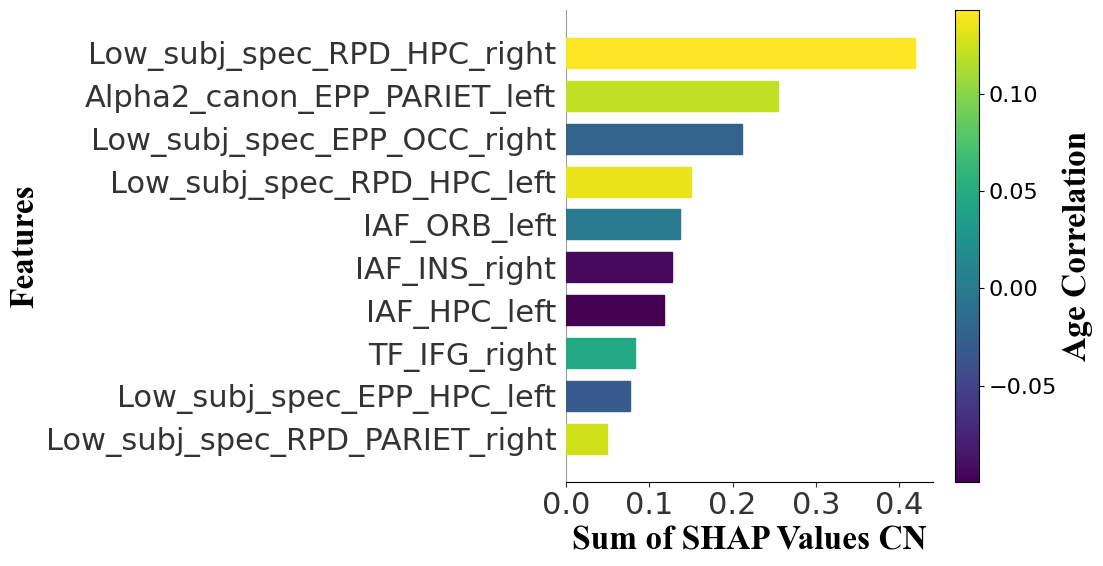 Features
Low_subj_spec_RPD_HPC_right
Alpha2_canon_EPP_PARIET_left
Low_subj_spec_EPP_OCC_right
Low_subj_spec_RPD_HPC_left
IAF_ORB_left
IAF_INS_right
IAF_HPC_left
TF_IFG_right
Low_subj_spec_EPP_HPC_left
Low_subj_spec_RPD_PARIET_right
0.0 0.1 0.2 0.3 0.4
Sum of SHAP Values CN
0.10
0.05
0.00
−0.05
Age Correlation